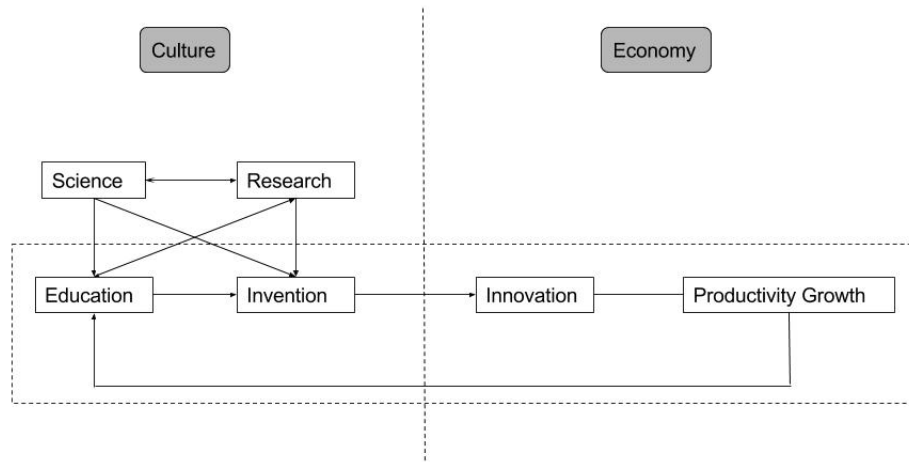 Culture
Economy
Science
Research
Education
Invention
Innovation
Productivity Growth